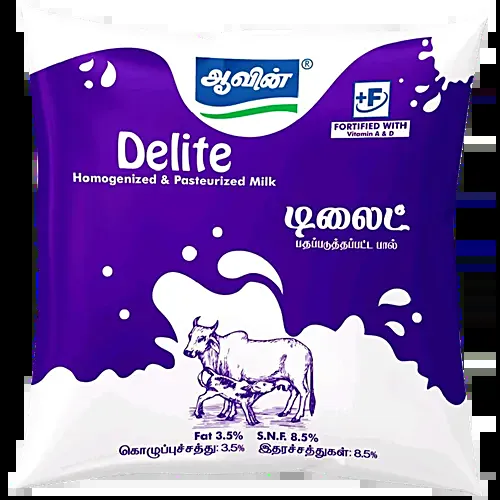 ஆவின் ®
+F
FORTIFIED WITH
Vitamin A & D
Delite
Homogenized & Pasteurized Milk
டிலைட்
பதப்படுத்தப்பட்ட பால்
Fat 3.5% S.N.F. 8.5%
கொழுப்புச்சத்து: 3.5% இதரச்சத்துகள்: 8.5%